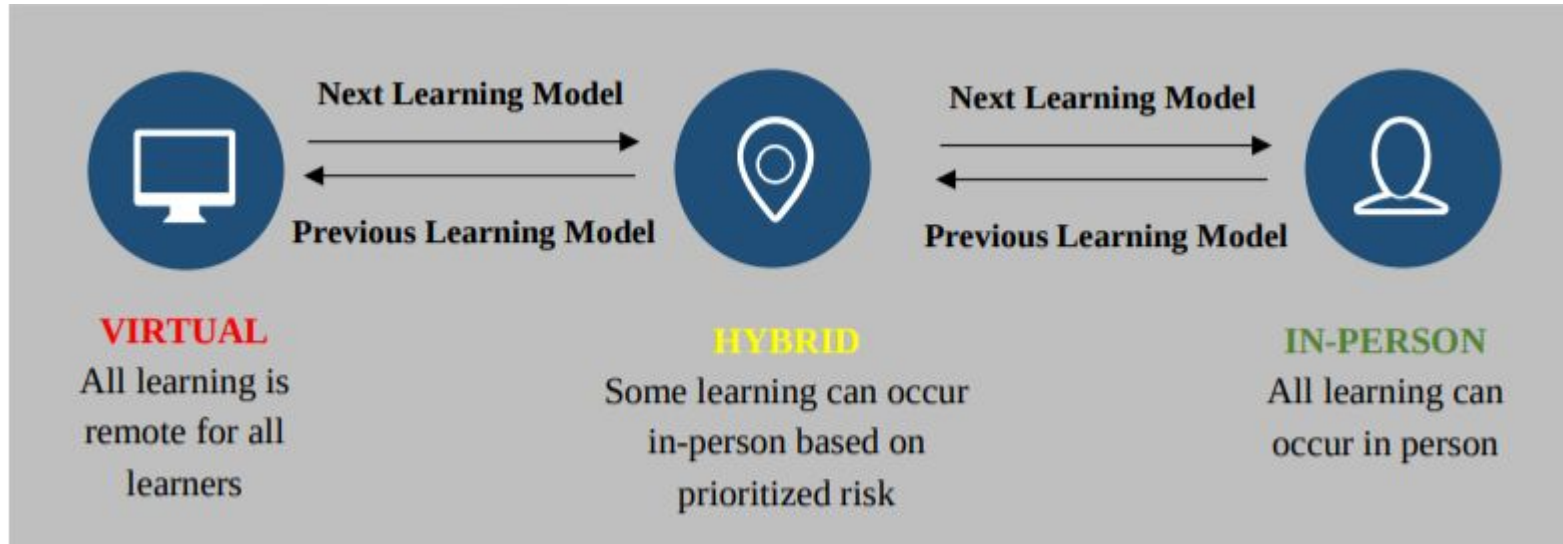 Next Learning Model
Previous Learning Model
Next Learning Model
Previous Learning Model
VIRTUAL
All learning is
remote for all
learners
HYBRID
Some learning can occur
in-person based on
prioritized risk
IN-PERSON
All learning can
occur in person